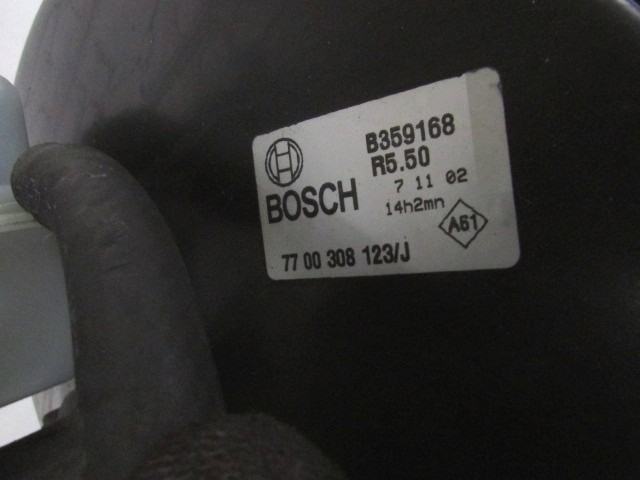 B359168
R5.50
7 11 02
BOSCH
14h2mn
A61
77 00 308 123/J